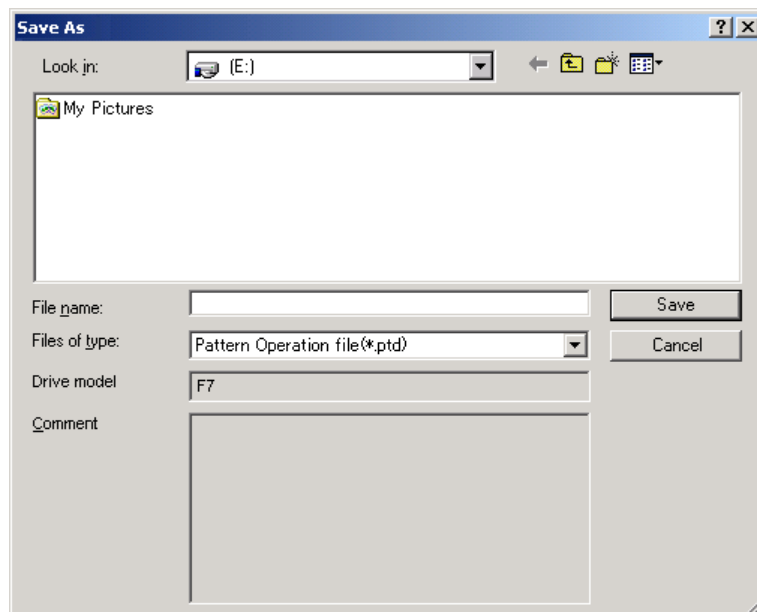 Save As
Look in:
(E:)
My Pictures
File name:
Save
Files of type:
Pattern Operation file(*.ptd)
Cancel
Drive model
F7
Comment